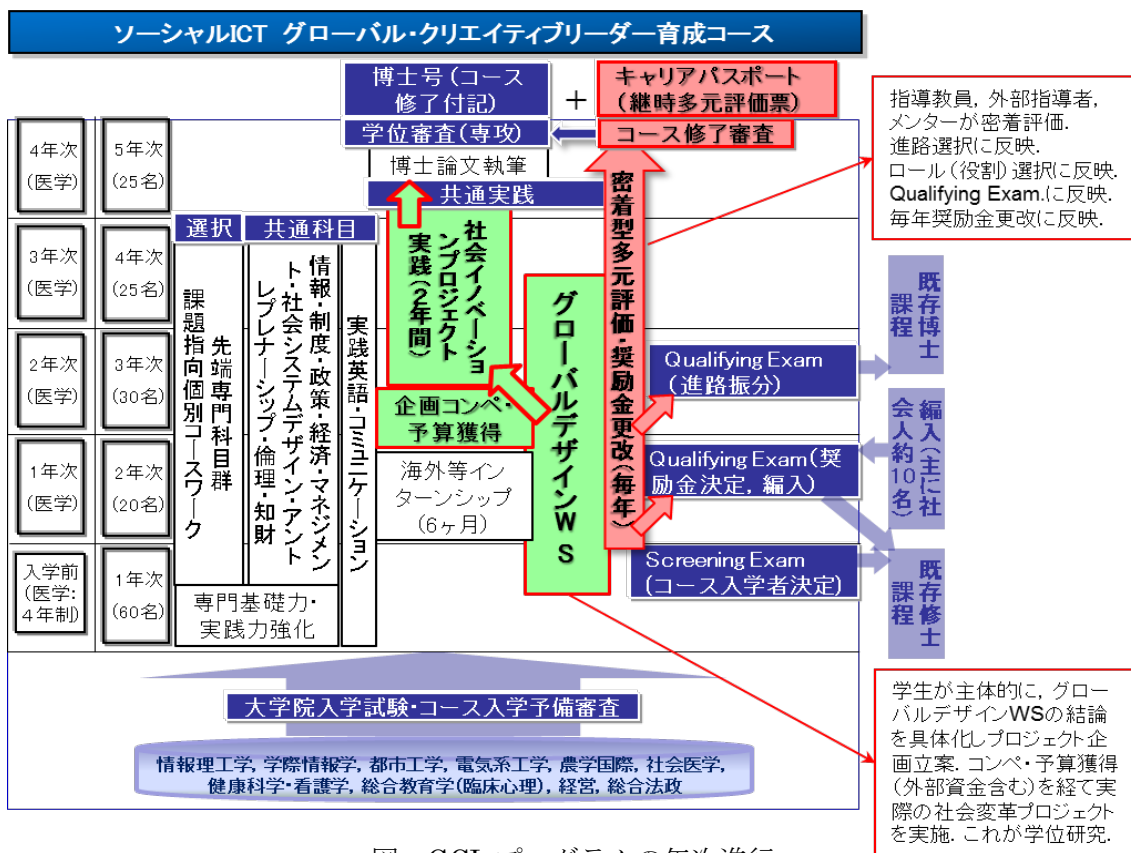 ソーシャルICT グローバル・クリエイティブリーダー育成コース
博士号(コース
修了付記)
+
キャリアパスポート
(継時多元評価票)
学位審査(専攻)
コース修了審査
博士論文執筆
共通実践
指導教員, 外部指導者,
メンターが密着評価.
進路選択に反映.
ロール(役割)選択に反映.
Qualifying Exam.に反映.
毎年奨励金更改に反映.
4年次
(医学)
5年次
(25名)
3年次
(医学)
4年次
(25名)
2年次
(医学)
3年次
(30名)
1年次
(医学)
2年次
(20名)
入学前
(医学:
4年制)
1年次
(60名)
選択
共通科目
先端専門科目群
課題指向個別コースワーク
情報・制度・政策・経済・マネジメン
ト・社会システムデザイン・アント
レプレナーシップ・倫理・知財
実践英語・コミュニケーション
専門基礎力・
実践力強化
社会イノベーショ
ンプロジェクト
実践(2年間)
企画コンペ・
予算獲得
海外等イン
ターンシップ
(6ヶ月)
グローバルデザインWS
密着型多元評価・奨励金更改(毎年)
Qualifying Exam
(進路振分)
Qualifying Exam(奨
励金決定, 編入)
Screening Exam
(コース入学者決定)
既存博士
課程
編入(主に社
会人約10名)
既存修士
課程
大学院入学試験・コース入学予備審査
情報理工学, 学際情報学, 都市工学, 電気系工学, 農学国際, 社会医学,
健康科学・看護学, 総合教育学(臨床心理), 経営, 総合法政
学生が主体的に, グロー
バルデザインWSの結論
を具体化しプロジェクト企
画立案. コンペ・予算獲得
(外部資金含む)を経て実
際の社会変革プロジェクト
を実施. これが学位研究.